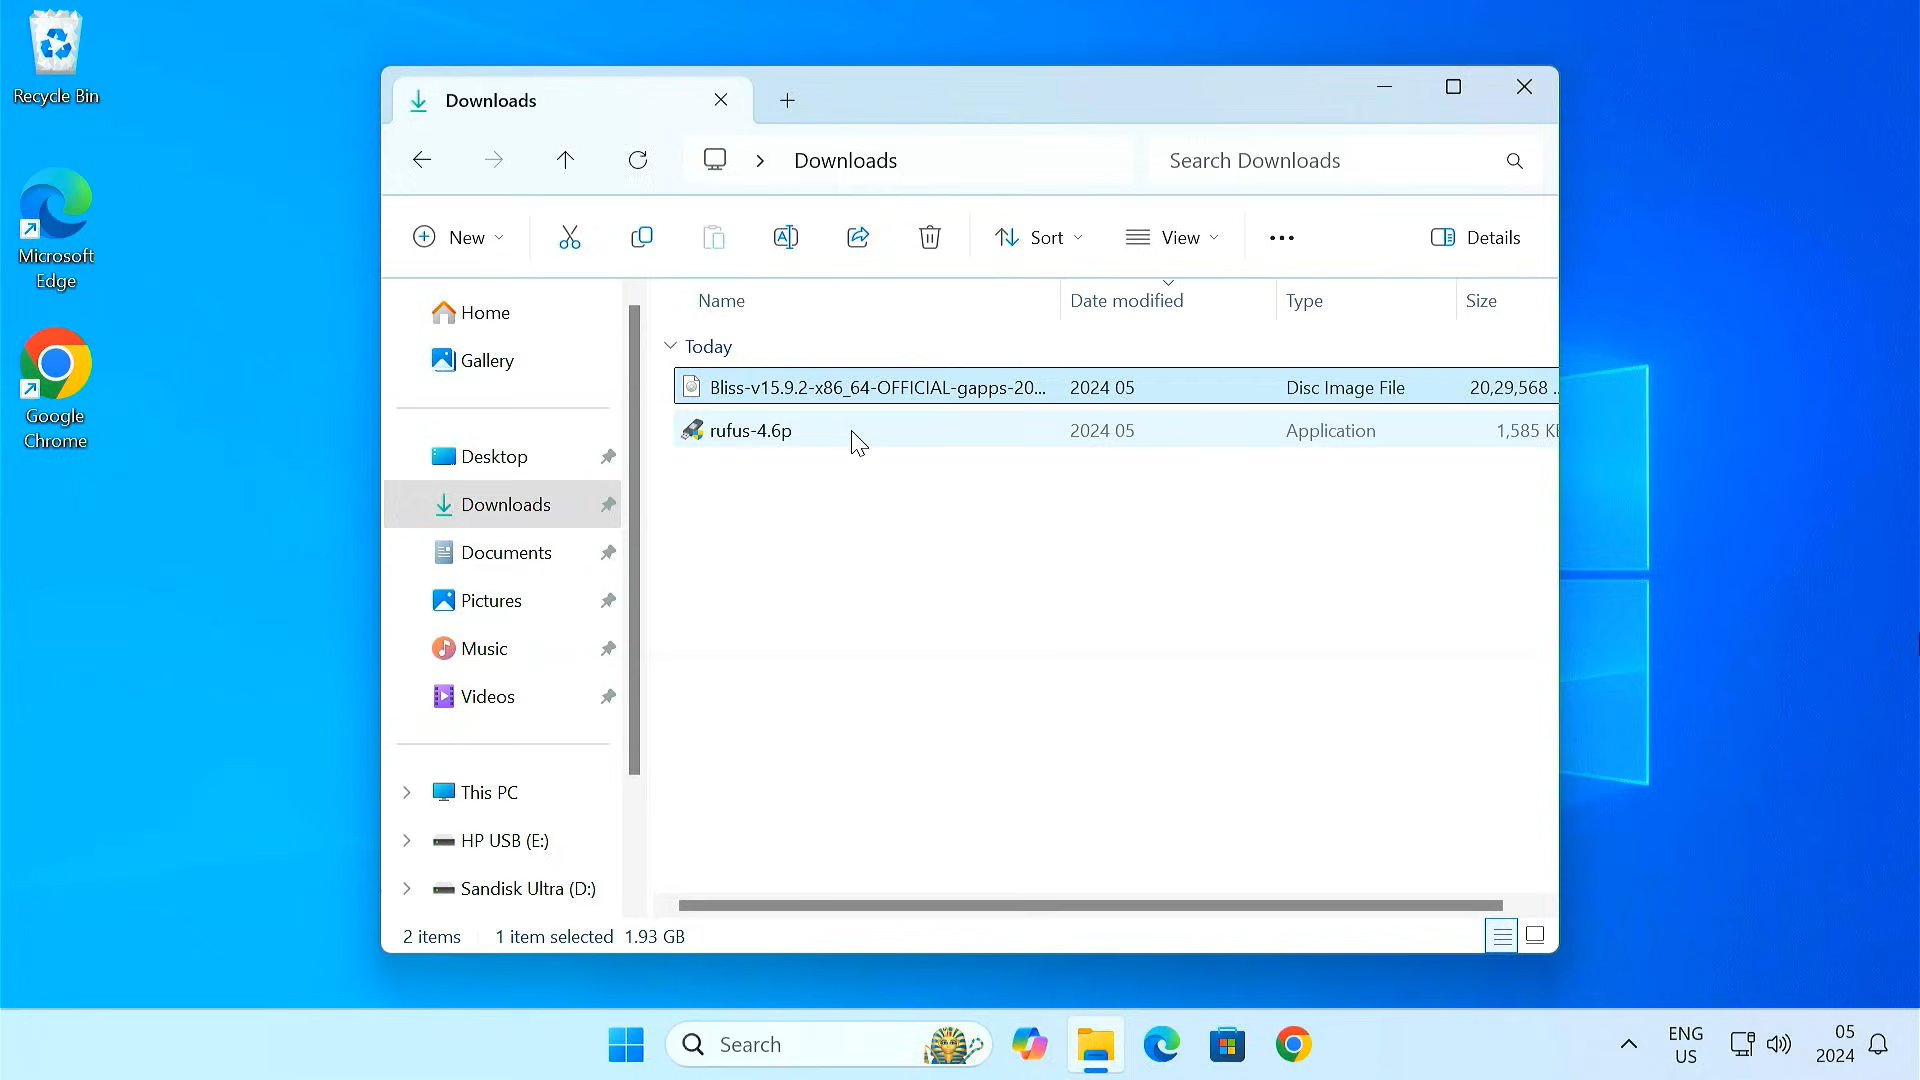 Recycle Bin
Microsoft
Edge
Google
Chrome
Downloads
Downloads
Search Downloads
New
Sort
View
Details
Home
Gallery
Desktop
Downloads
Documents
Pictures
Music
Videos
This PC
HP USB (E:)
Sandisk Ultra (D:)
Name Date modified Type Size
Today
Bliss-v15.9.2-x86_64-OFFICIAL-gapps-20... 2024 05 Disc Image File 20,29,568 ...
rufus-4.6p 2024 05 Application 1,585 KB
2 items 1 item selected 1.93 GB
Search
ENG
US
05
2024